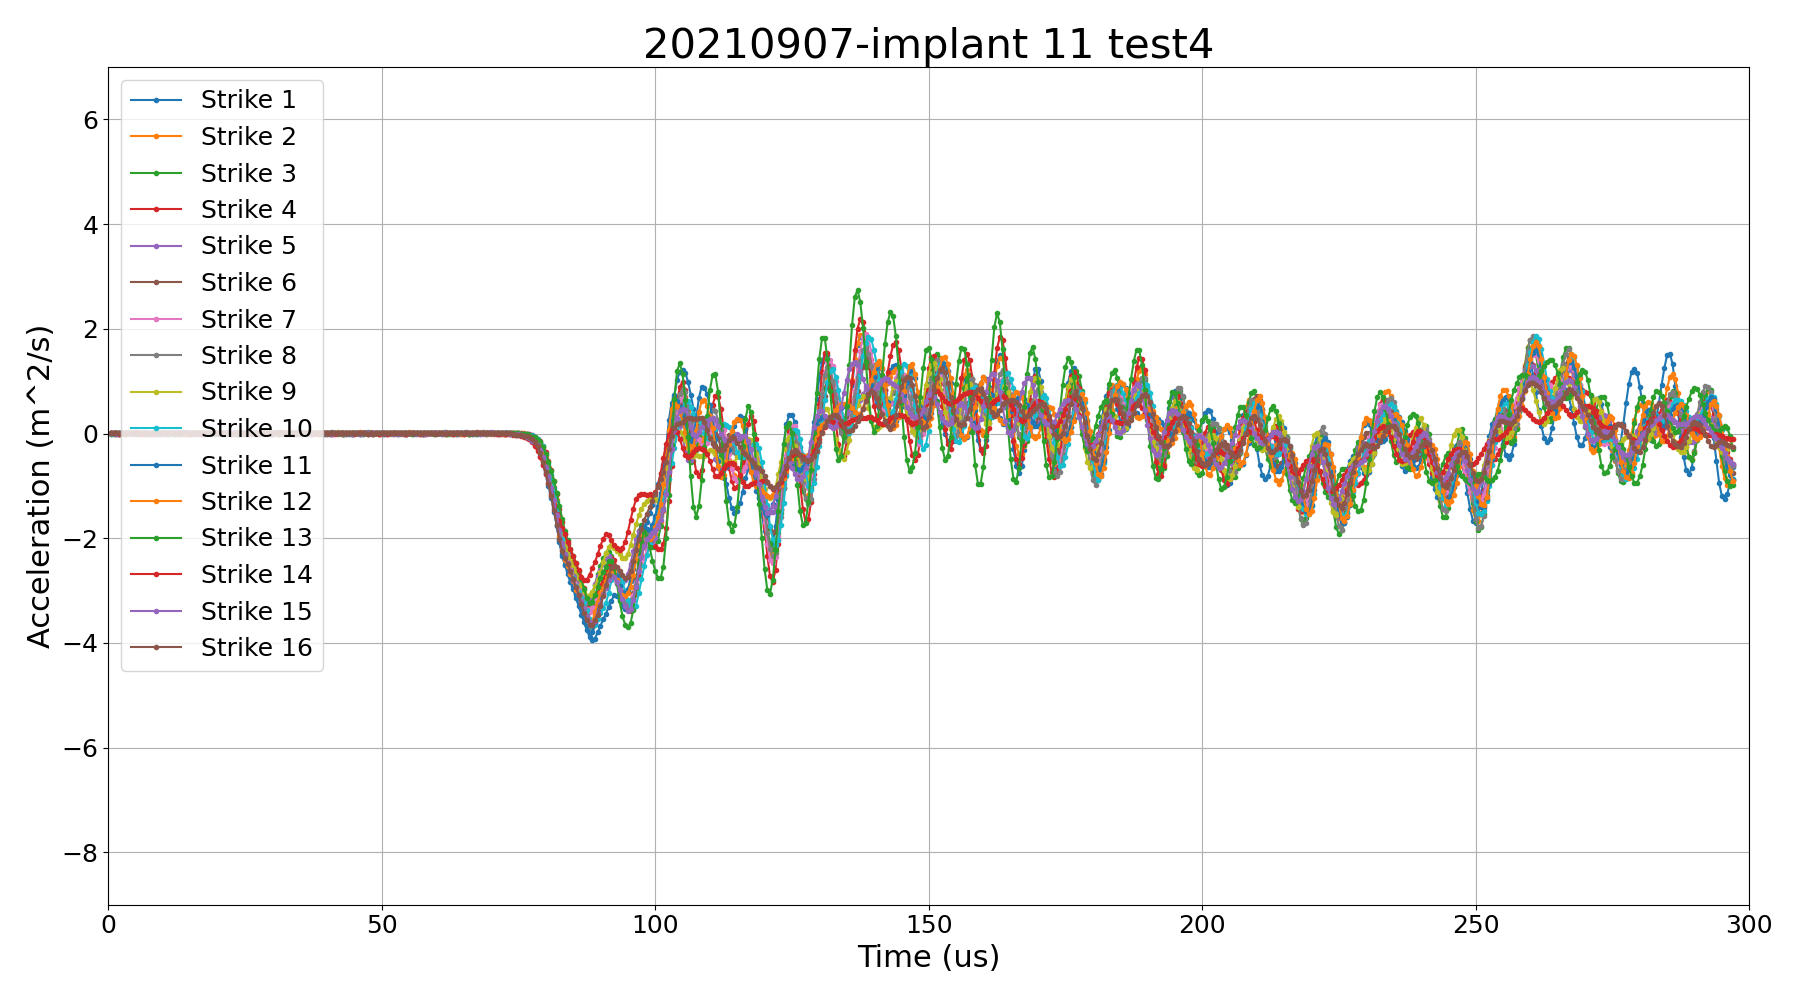 20210907-implant 11 test4
Strike 1
Strike 2
Strike 3
Strike 4
Strike 5
Strike 6
Strike 7
Strike 8
Strike 9
Strike 10
Strike 11
Strike 12
Strike 13
Strike 14
Strike 15
Strike 16
Acceleration (m^2/s)
6
4
2
0
−2
−4
−6
−8
0 50 100 150 200 250 300
Time (us)